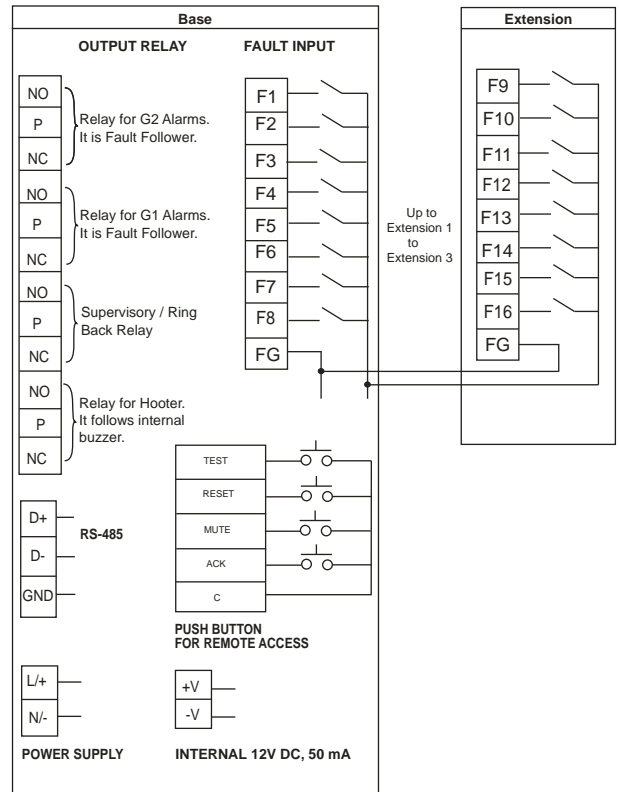 Base
OUTPUT RELAY
FAULT INPUT
NO
P
NC
Relay for G2 Alarms.
It is Fault Follower.
NO
P
NC
Relay for G1 Alarms.
It is Fault Follower.
NO
P
NC
Supervisory / Ring
Back Relay
NO
P
NC
Relay for Hooter.
It follows internal
buzzer.
F1
F2
F3
F4
F5
F6
F7
F8
FG
Up to
Extension 1
to
Extension 3
D+
D-
GND
RS-485
TEST
RESET
MUTE
ACK
C
PUSH BUTTON
FOR REMOTE ACCESS
L/+
N/-
POWER SUPPLY
+V
-V
INTERNAL 12V DC, 50 mA
Extension
F9
F10
F11
F12
F13
F14
F15
F16
FG